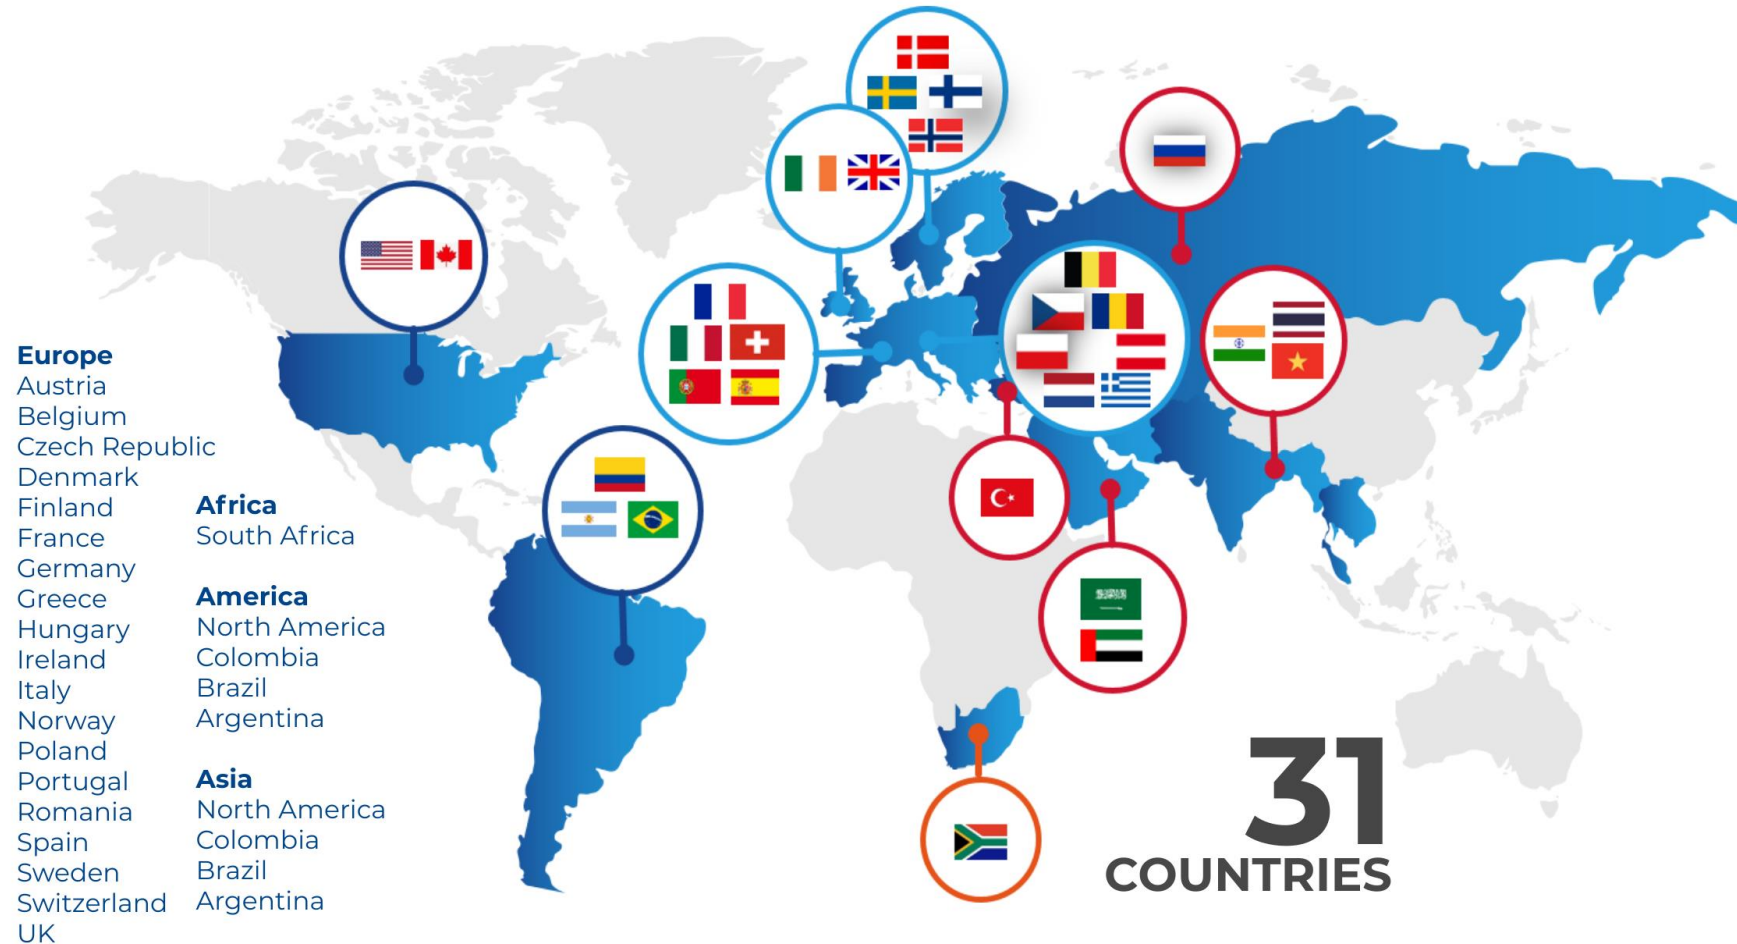 Europe
Austria
Belgium
Czech Republic
Denmark
Finland
France
Germany
Greece
Hungary
Ireland
Italy
Norway
Poland
Portugal
Romania
Spain
Sweden
Switzerland
UK
Africa
South Africa
America
North America
Colombia
Brazil
Argentina
Asia
North America
Colombia
Brazil
Argentina
31
COUNTRIES